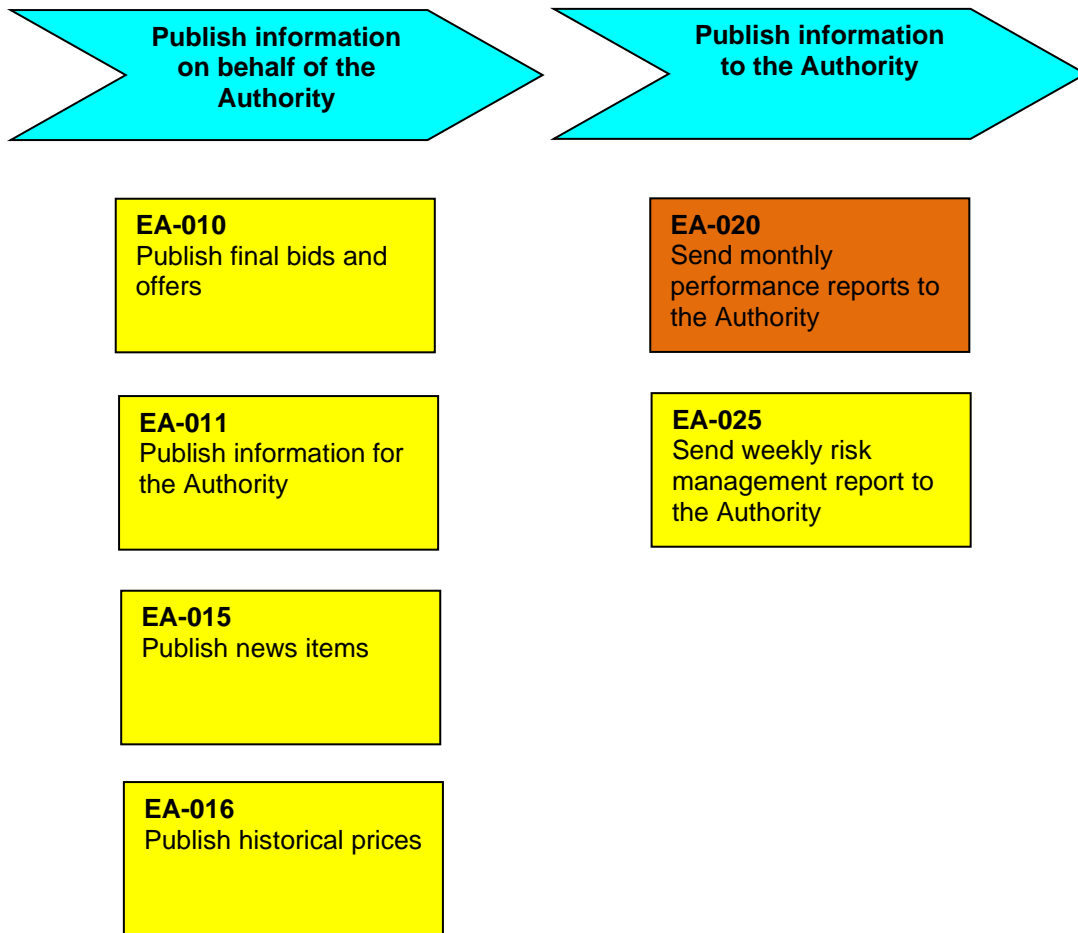 Publish information
on behalf of the
Authority
Publish information
to the Authority
EA-010
Publish final bids and
offers
EA-020
Send monthly
performance reports to
the Authority
EA-011
Publish information for
the Authority
EA-025
Send weekly risk
management report to
the Authority
EA-015
Publish news items
EA-016
Publish historical prices